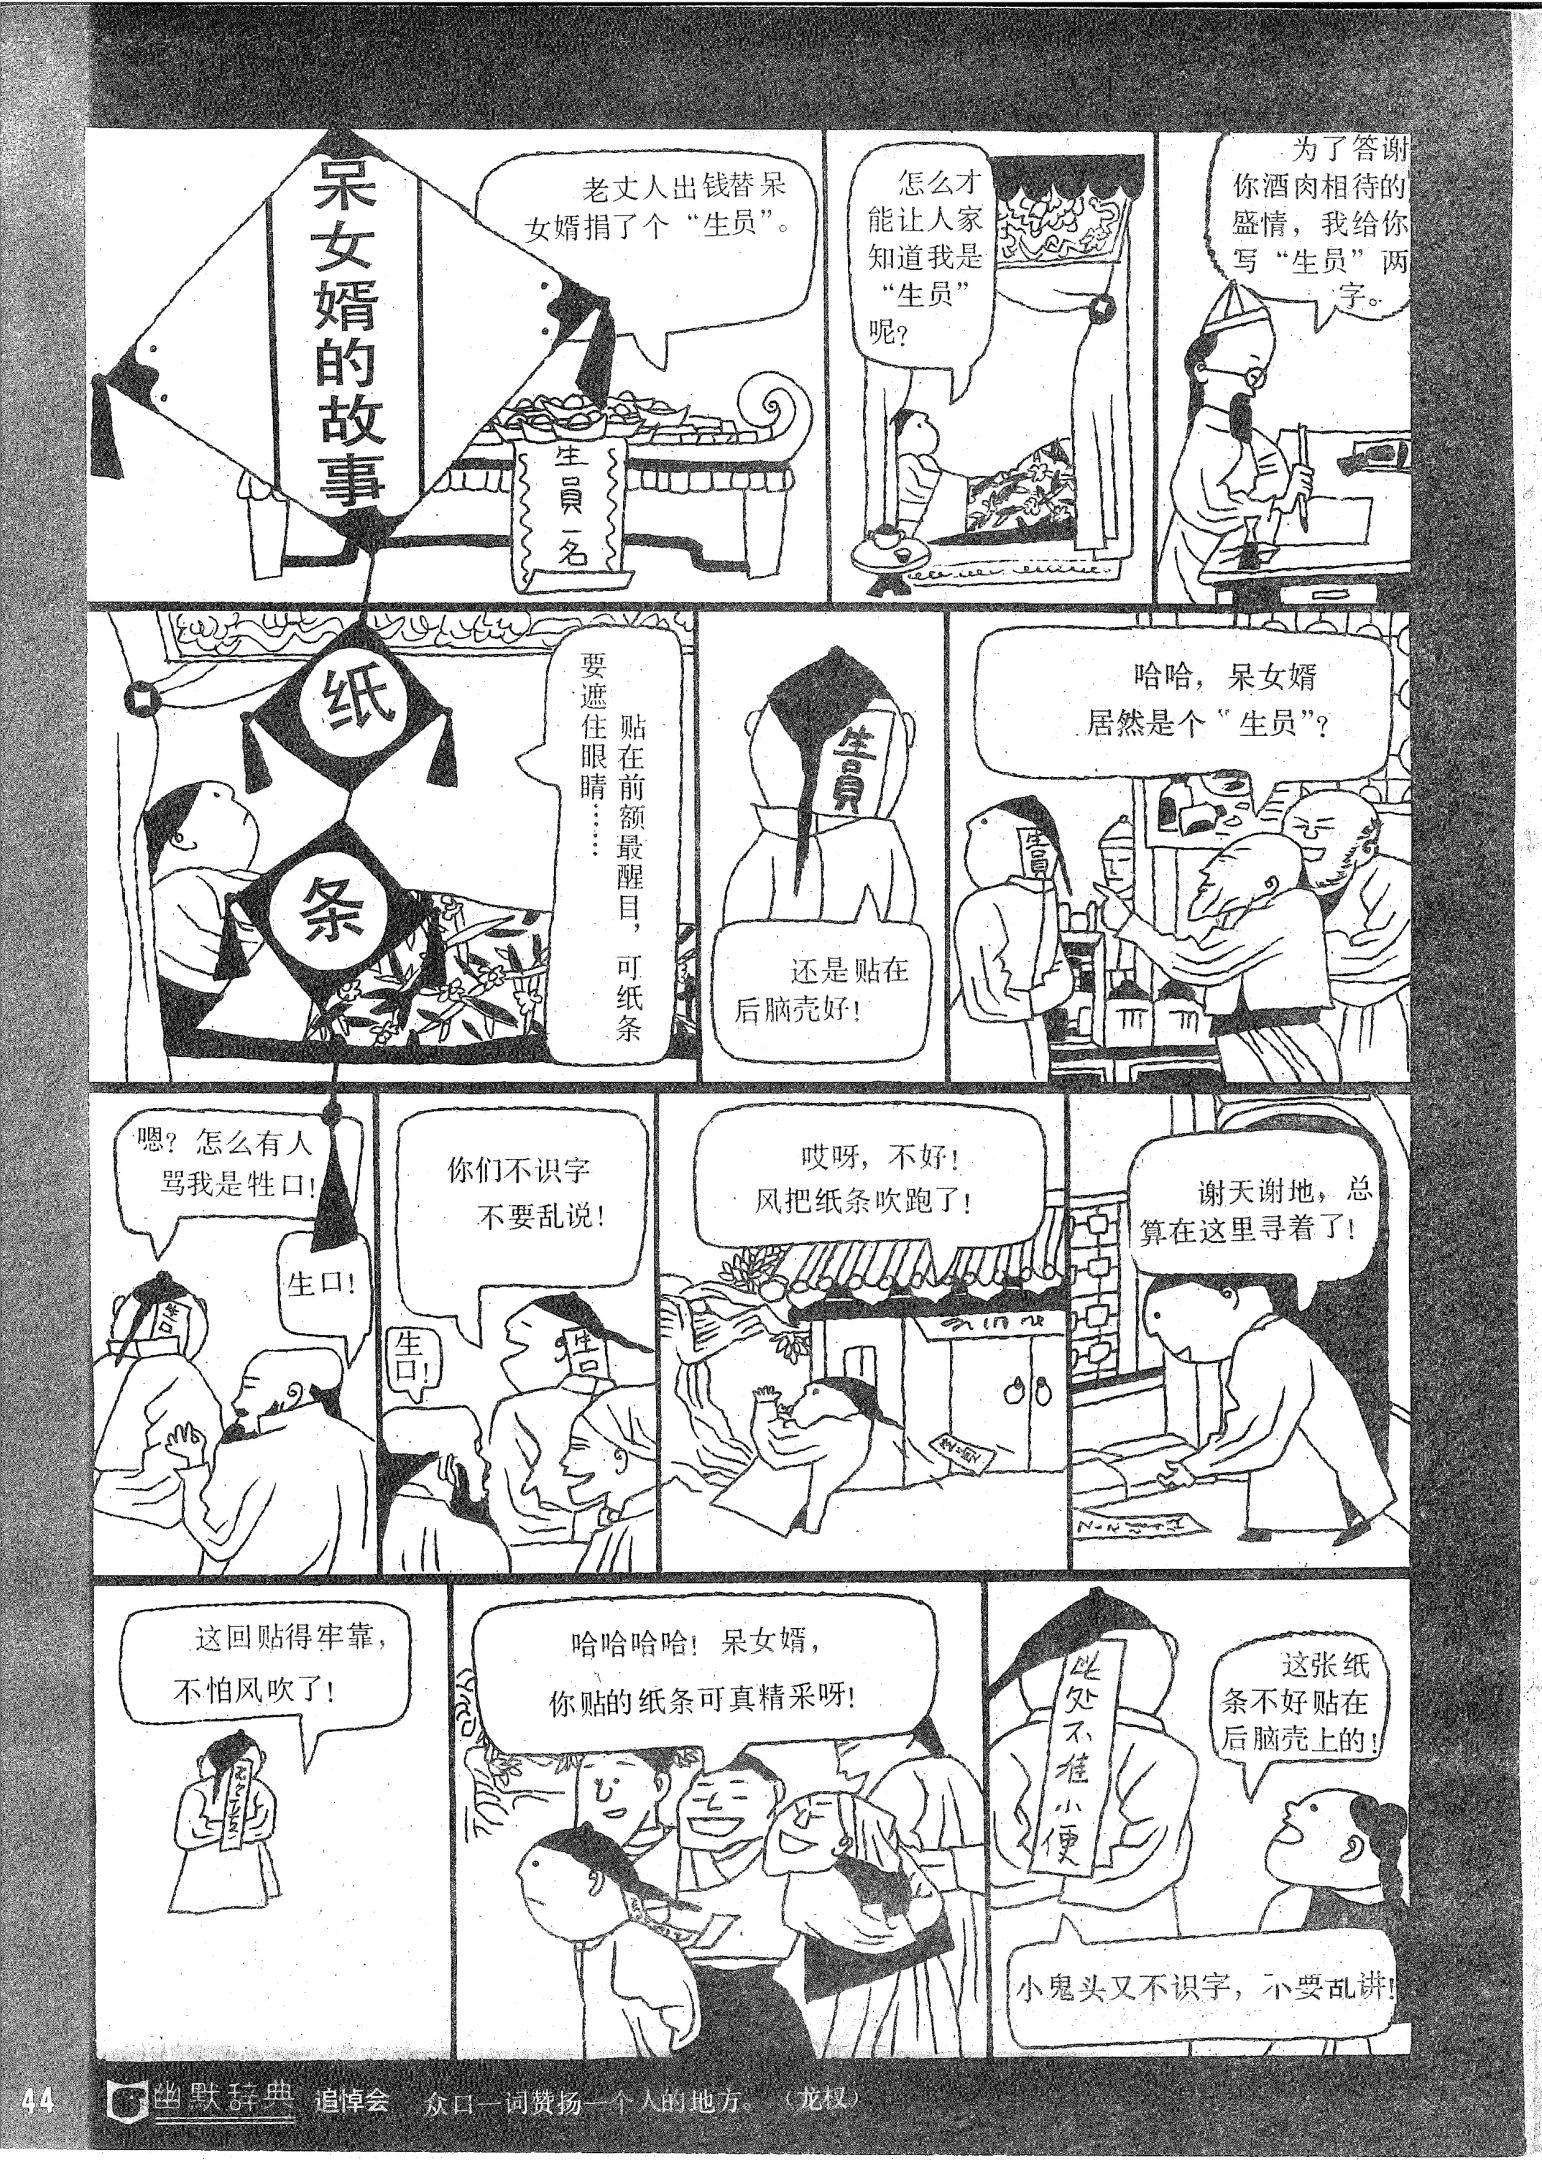 呆女婿的故事
老丈人出钱替呆
女婿捐了个“生员”。
生員一名
怎么才
能让人家
知道我是
“生员”
呢？
为了答谢
你酒肉相待的
盛情，我给你
写“生员”两
字。
纸
条
贴在前额最醒目，可纸条
要遮住眼睛……
生員
还是贴在
后脑壳好！
哈哈，呆女婿
居然是个“生员”？
生員
嗯？怎么有人
骂我是牲口！
生口！
你们不识字
不要乱说！
生口！
生口
哎呀，不好！
风把纸条吹跑了！
谢天谢地，总
算在这里寻着了！
这回贴得牢靠，
不怕风吹了！
哈哈哈哈！呆女婿，
你贴的纸条可真精采呀！
此处不准小便
这张纸
条不好贴在
后脑壳上的！
小鬼头又不识字，不要乱讲！
44
幽默辞典 追悼会 众口一词赞扬一个人的地方。（龙权）